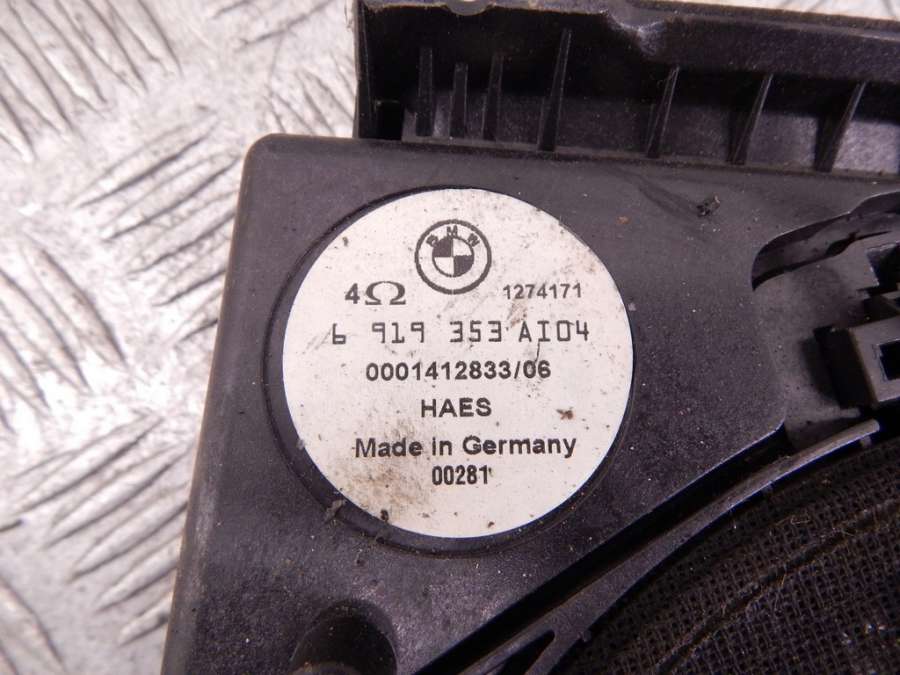 BMW
4Ω 1274171
6 919 353 AI04
0001412833/06
HAES
Made in Germany
00281